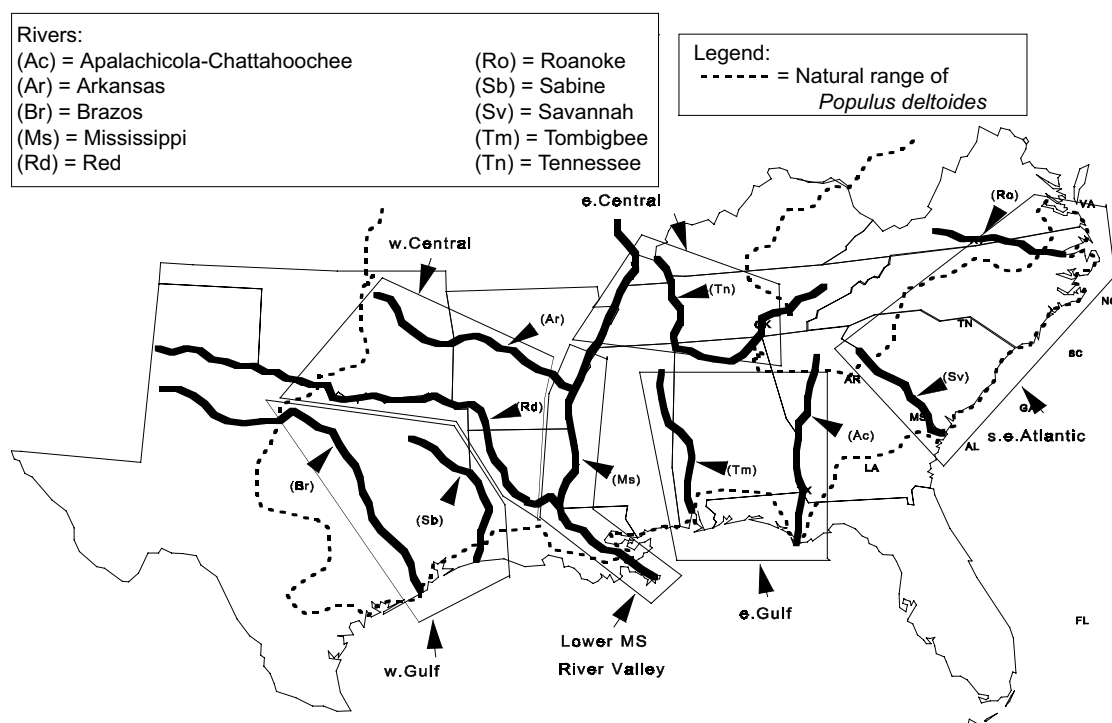 Rivers:
(Ac) = Apalachicola-Chattahoochee
(Ar) = Arkansas
(Br) = Brazos
(Ms) = Mississippi
(Rd) = Red
(Ro) = Roanoke
(Sb) = Sabine
(Sv) = Savannah
(Tm) = Tombigbee
(Tn) = Tennessee
Legend:
= Natural range of
Populus deltoides
e.Central
w.Central
(Ro)
VA
(Tn)
NC
(Ar)
TN
SC
AR
(Sv)
(Rd)
MS
GA
s.e.Atlantic
AL
(Ac)
LA
(Tm)
(Ms)
(Br)
(Sb)
e.Gulf
FL
Lower MS
River Valley
w.Gulf